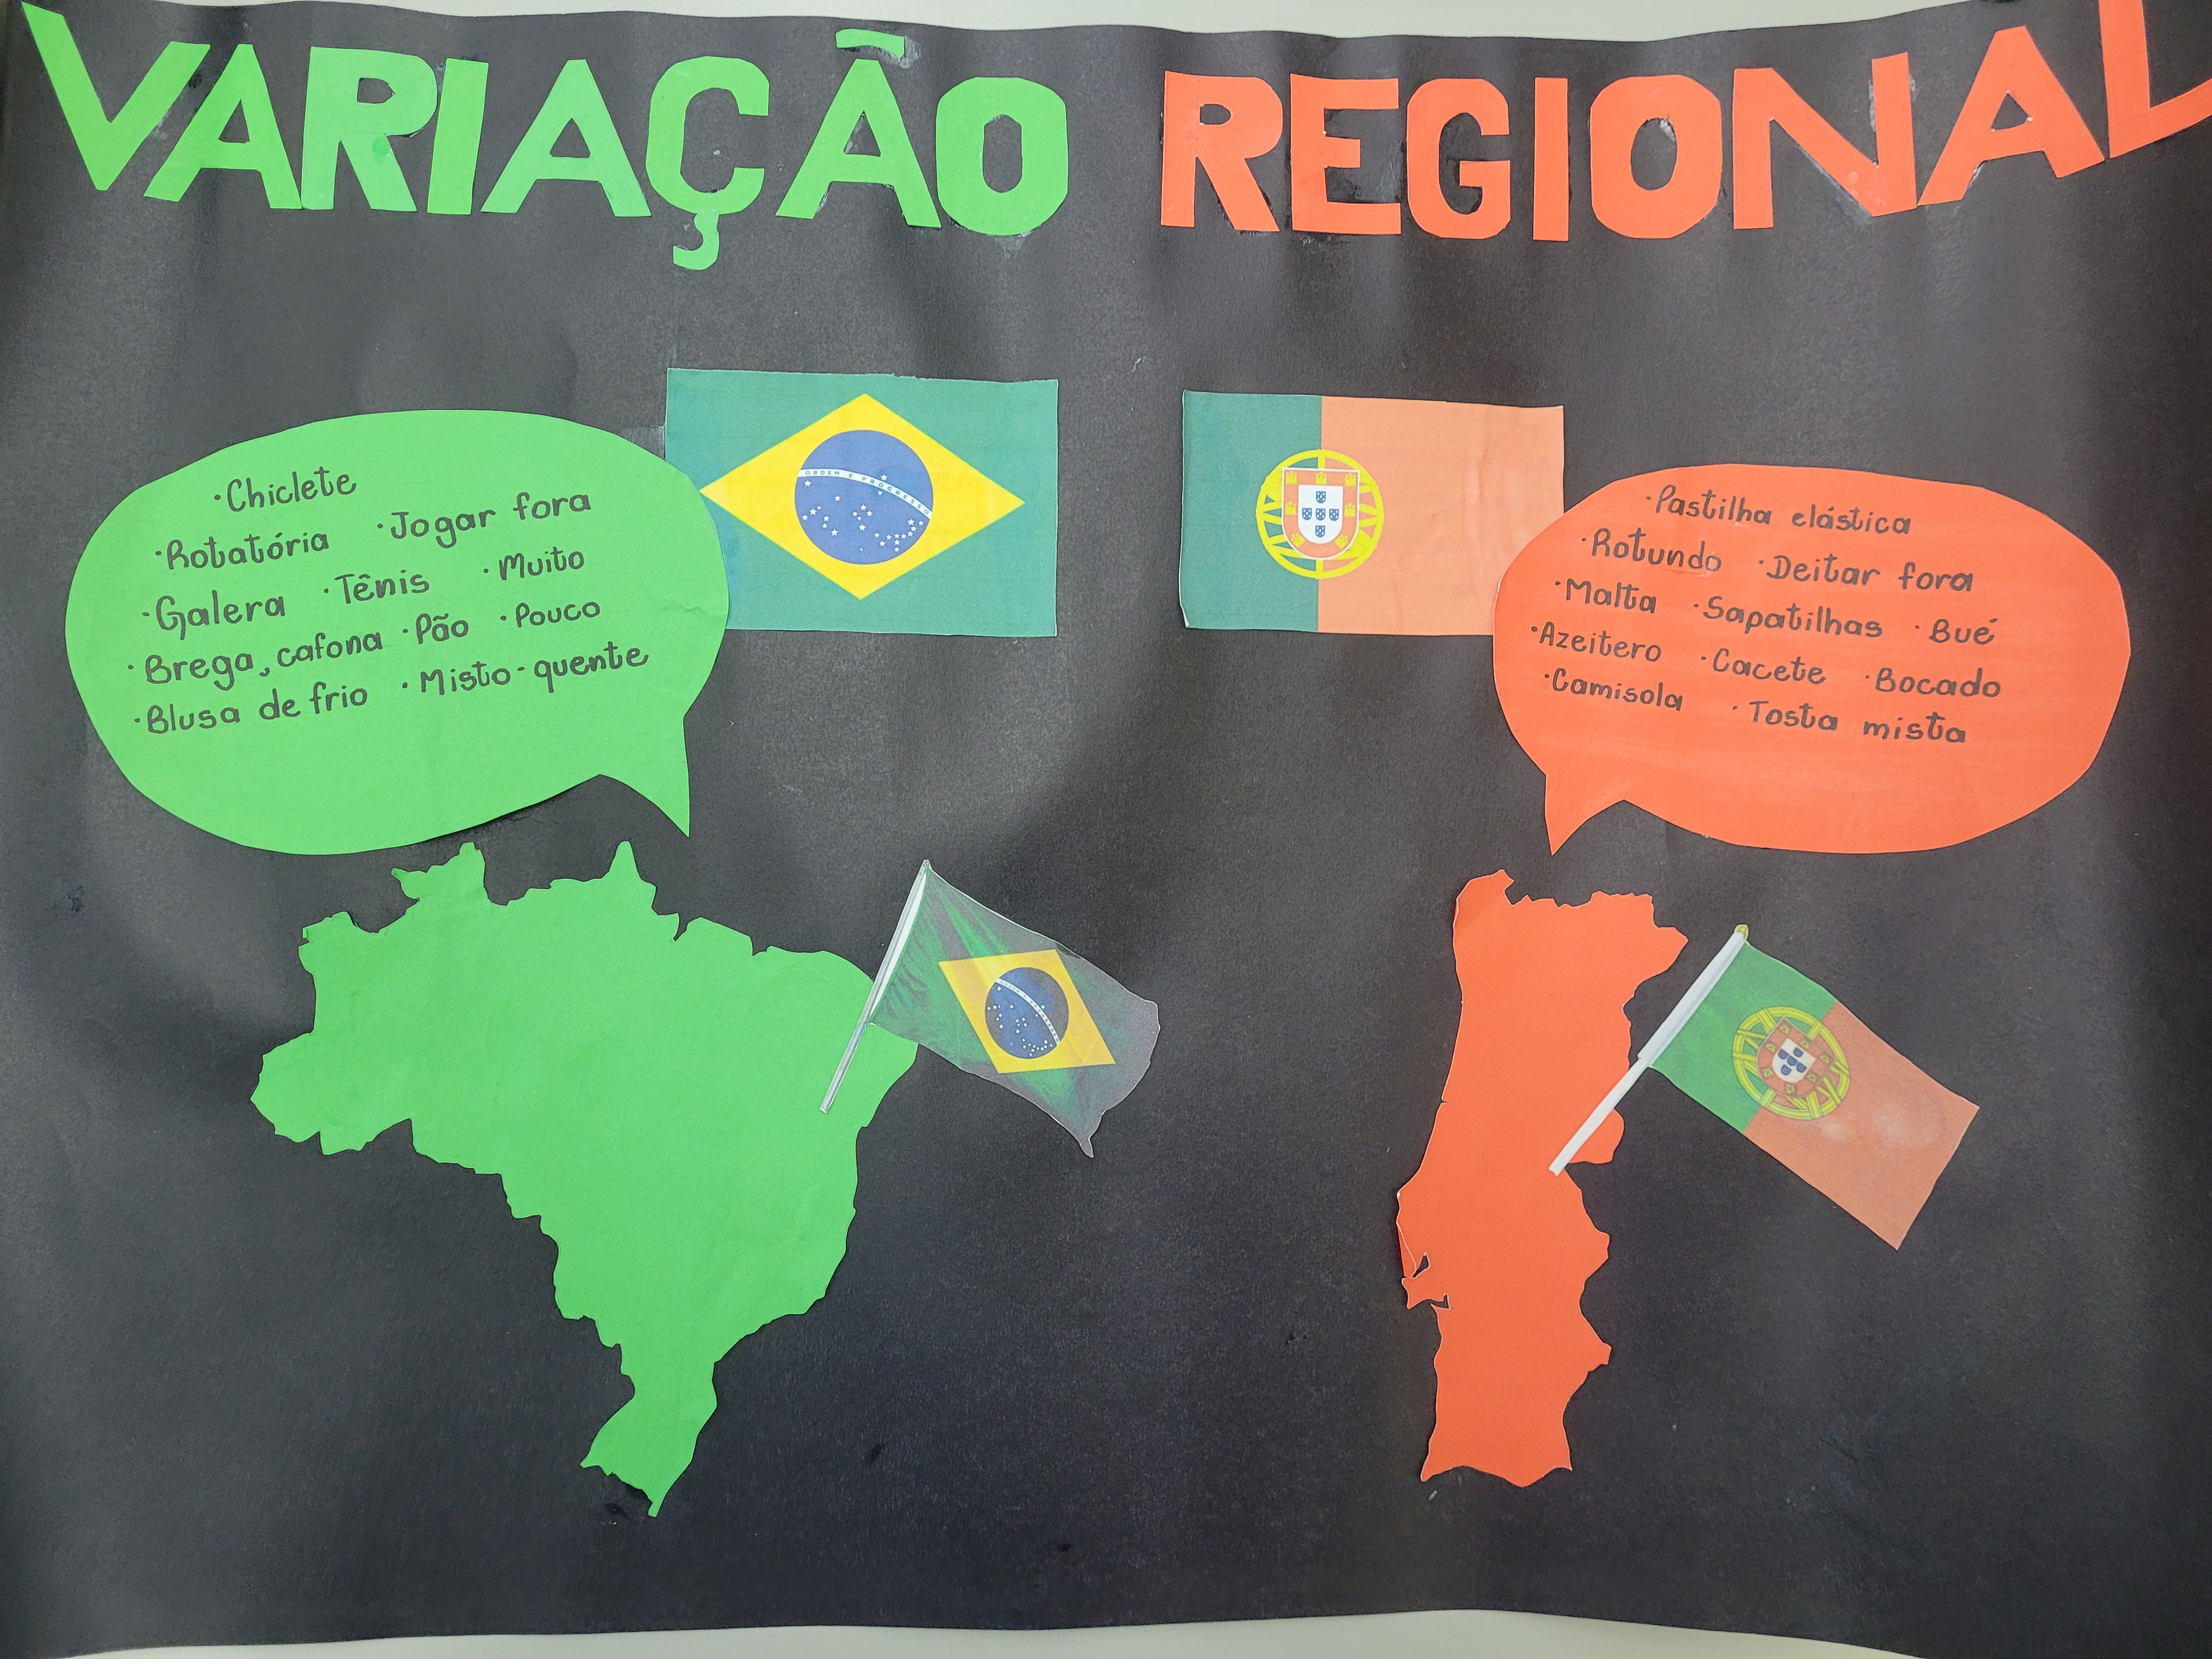 VARIAÇÃO REGIONAL
ORDEM E PROGRESSO
·Chiclete
·Rotatória ·Jogar fora
·Galera ·Tênis ·Muito
·Brega, cafona ·Pão ·Pouco
·Blusa de frio ·Misto-quente
·Pastilha elástica
·Rotundo ·Deitar fora
·Malta ·Sapatilhas ·Bué
·Azeitero ·Cacete ·Bocado
·Camisola ·Tosta mista